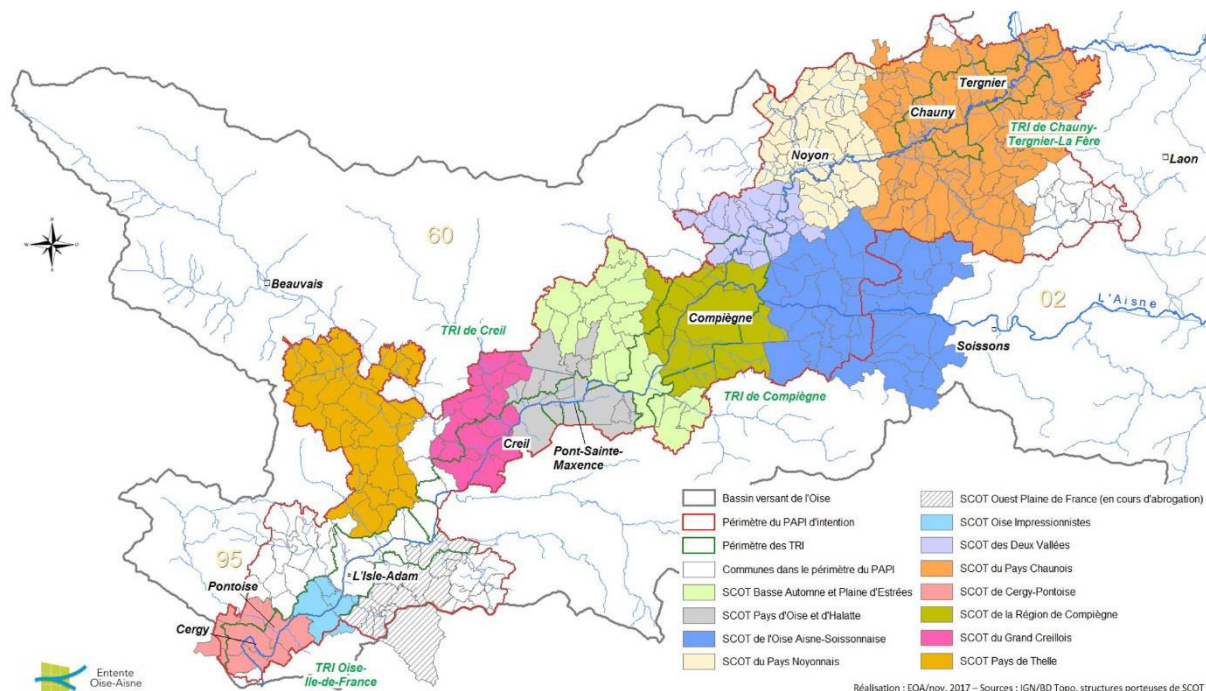 Tergnier
Chauny
TRI de Chauny-
Tergnier-La Fère
Noyon
Laon
60
Beauvais
02
L'Aisne
Compiègne
TRI de Creil
Soissons
TRI de Compiègne
Creil
Pont-Sainte-
Maxence
95
L'Isle-Adam
Pontoise
Cergy
TRI Oise-
Ile-de-France
Bassin versant de l'Oise
Périmètre du PAPI d'intention
Périmètre des TRI
Communes dans le périmètre du PAPI
SCOT Basse Automne et Plaine d'Estrées
SCOT Pays d'Oise et d'Halatte
SCOT de l'Oise Aisne-Soissonnaise
SCOT du Pays Noyonnais
SCOT Ouest Plaine de France (en cours d'abrogation)
SCOT Oise Impressionnistes
SCOT des Deux Vallées
SCOT du Pays Chaunois
SCOT de Cergy-Pontoise
SCOT de la Région de Compiègne
SCOT du Grand Creillois
SCOT Pays de Thelle
Entente
Oise-Aisne
Réalisation : EOA/nov. 2017 – Sources : IGN/BD Topo, structures porteuses de SCOT